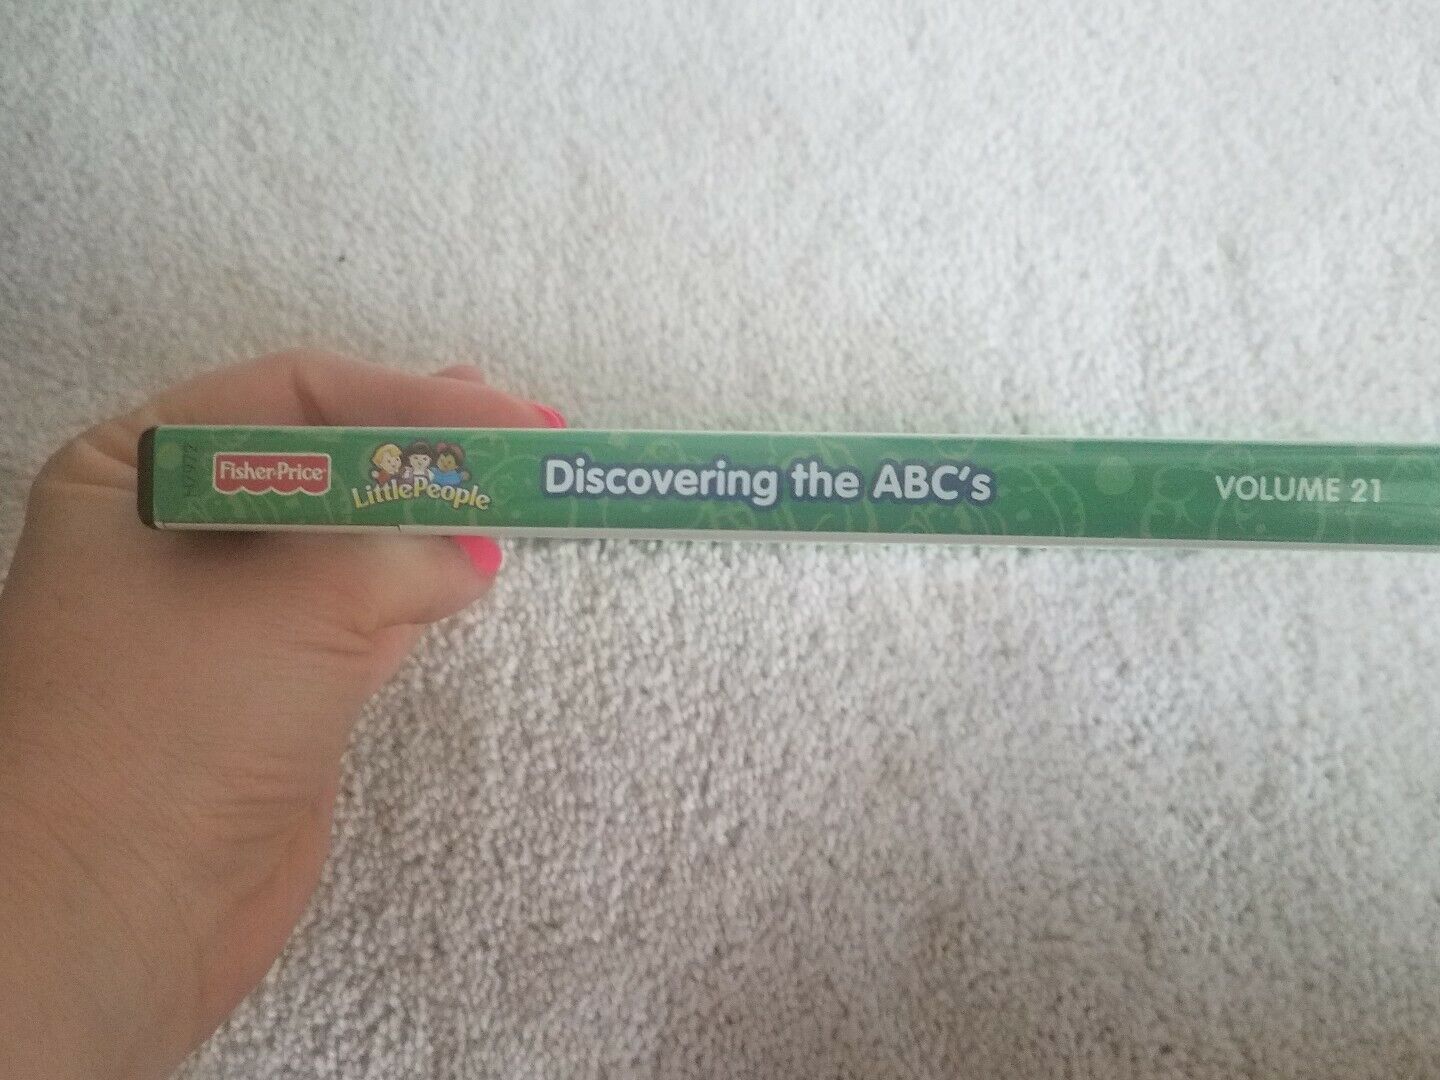 Fisher-Price
Little People
Discovering the ABC's
VOLUME 21